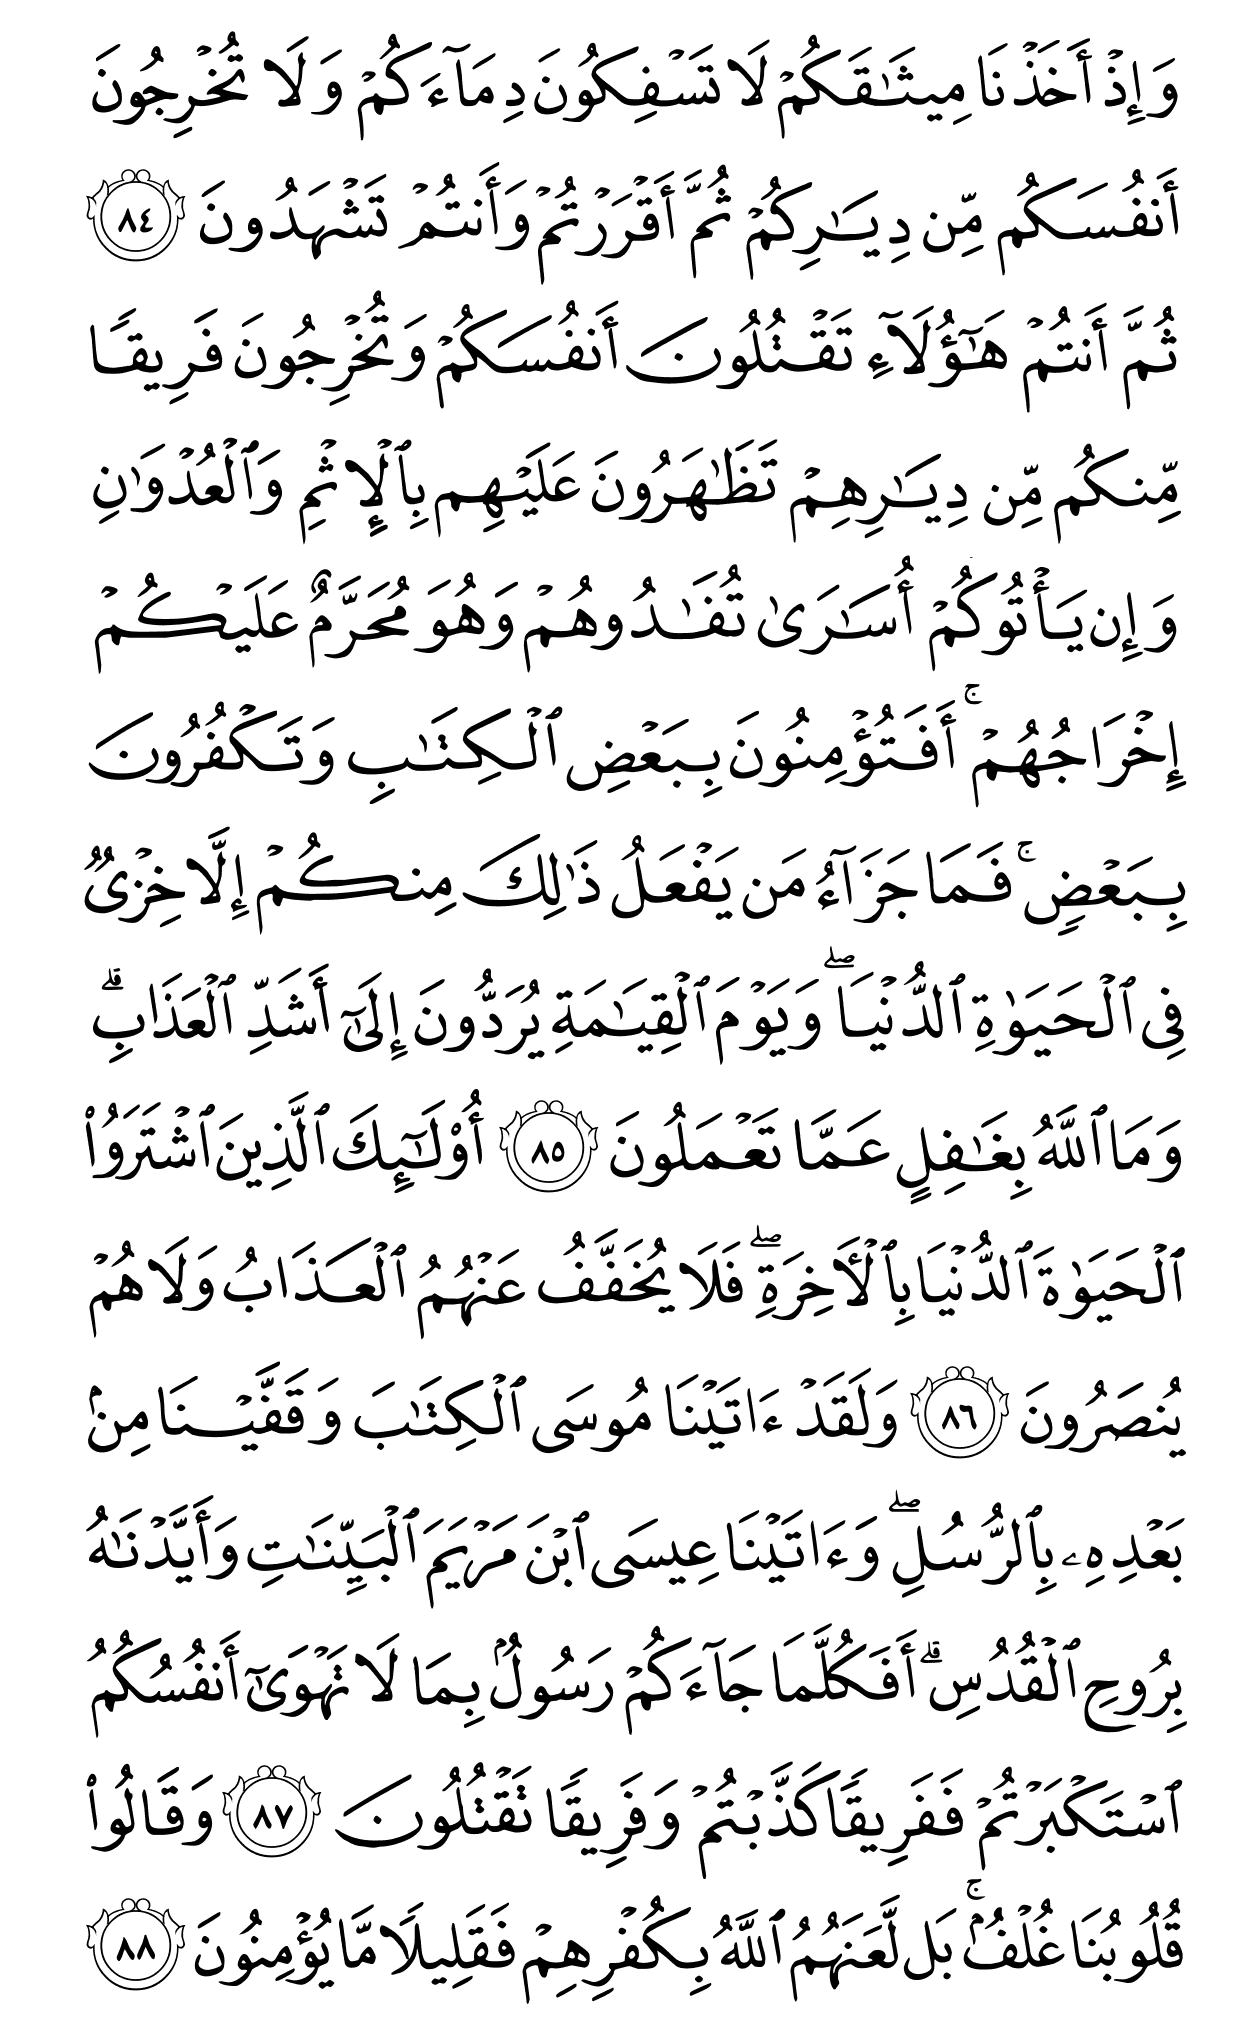 وَإِذْ أَخَذْنَا مِيثَٰقَكُمْ لَا تَسْفِكُونَ دِمَآءَكُمْ وَلَا تُخْرِجُونَ
أَنفُسَكُم مِّن دِيَٰرِكُمْ ثُمَّ أَقْرَرْتُمْ وَأَنتُمْ تَشْهَدُونَ ٨٤
ثُمَّ أَنتُمْ هَٰٓؤُلَآءِ تَقْتُلُونَ أَنفُسَكُمْ وَتُخْرِجُونَ فَرِيقًا
مِّنكُم مِّن دِيَٰرِهِمْ تَظَٰهَرُونَ عَلَيْهِم بِٱلْإِثْمِ وَٱلْعُدْوَٰنِ
وَإِن يَأْتُوكُمْ أُسَٰرَىٰ تُفَٰدُوهُمْ وَهُوَ مُحَرَّمٌ عَلَيْكُمْ
إِخْرَاجُهُمْ ۚ أَفَتُؤْمِنُونَ بِبَعْضِ ٱلْكِتَٰبِ وَتَكْفُرُونَ
بِبَعْضٍ ۚ فَمَا جَزَآءُ مَن يَفْعَلُ ذَٰلِكَ مِنكُمْ إِلَّا خِزْىٌ
فِى ٱلْحَيَوٰةِ ٱلدُّنْيَا ۖ وَيَوْمَ ٱلْقِيَٰمَةِ يُرَدُّونَ إِلَىٰٓ أَشَدِّ ٱلْعَذَابِ ۗ
وَمَا ٱللَّهُ بِغَٰفِلٍ عَمَّا تَعْمَلُونَ ٨٥ أُو۟لَٰٓئِكَ ٱلَّذِينَ ٱشْتَرَوُا۟
ٱلْحَيَوٰةَ ٱلدُّنْيَا بِٱلْأَخِرَةِ ۖ فَلَا يُخَفَّفُ عَنْهُمُ ٱلْعَذَابُ وَلَا هُمْ
يُنصَرُونَ ٨٦ وَلَقَدْ ءَاتَيْنَا مُوسَى ٱلْكِتَٰبَ وَقَفَّيْنَا مِنۢ
بَعْدِهِۦ بِٱلرُّسُلِ ۖ وَءَاتَيْنَا عِيسَى ٱبْنَ مَرْيَمَ ٱلْبَيِّنَٰتِ وَأَيَّدْنَٰهُ
بِرُوحِ ٱلْقُدُسِ ۗ أَفَكُلَّمَا جَآءَكُمْ رَسُولٌۢ بِمَا لَا تَهْوَىٰٓ أَنفُسُكُمُ
ٱسْتَكْبَرْتُمْ فَفَرِيقًا كَذَّبْتُمْ وَفَرِيقًا تَقْتُلُونَ ٨٧ وَقَالُوا۟
قُلُوبُنَا غُلْفٌۢ ۚ بَل لَّعَنَهُمُ ٱللَّهُ بِكُفْرِهِمْ فَقَلِيلًا مَّا يُؤْمِنُونَ ٨٨